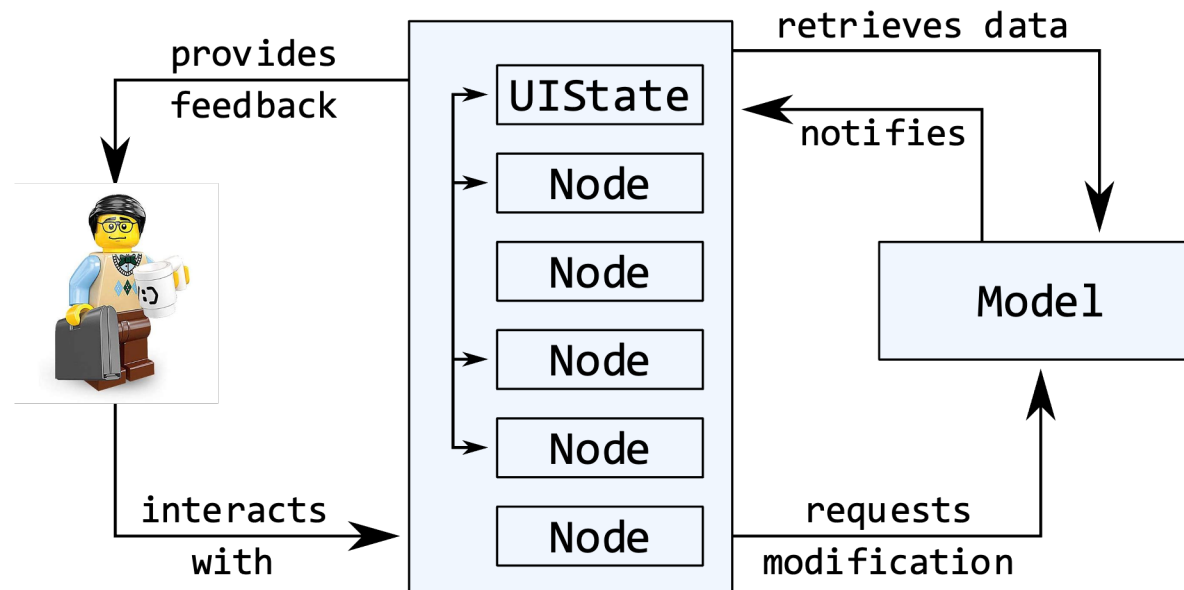 provides
feedback
UIState
Node
Node
Node
Node
Node
retrieves data
notifies
Model
:)
interacts
with
requests
modification